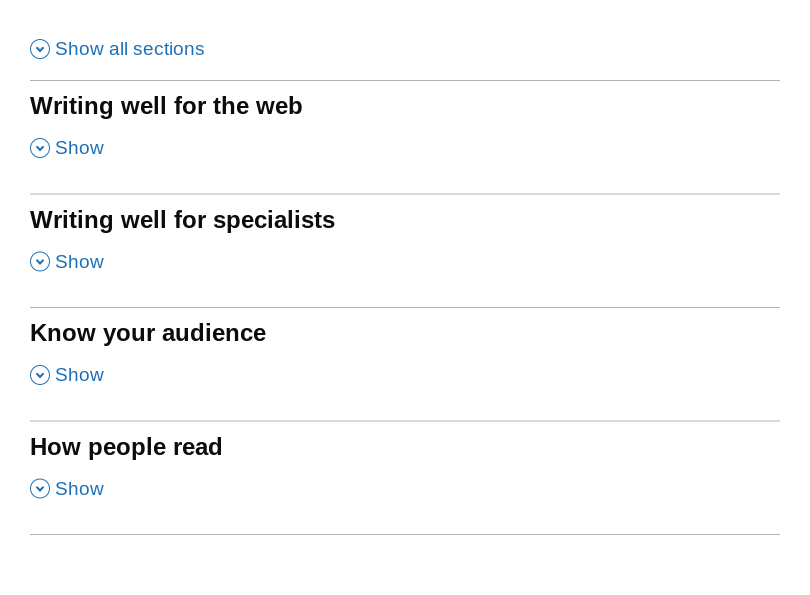 Show all sections
Writing well for the web
Show
Writing well for specialists
Show
Know your audience
Show
How people read
Show